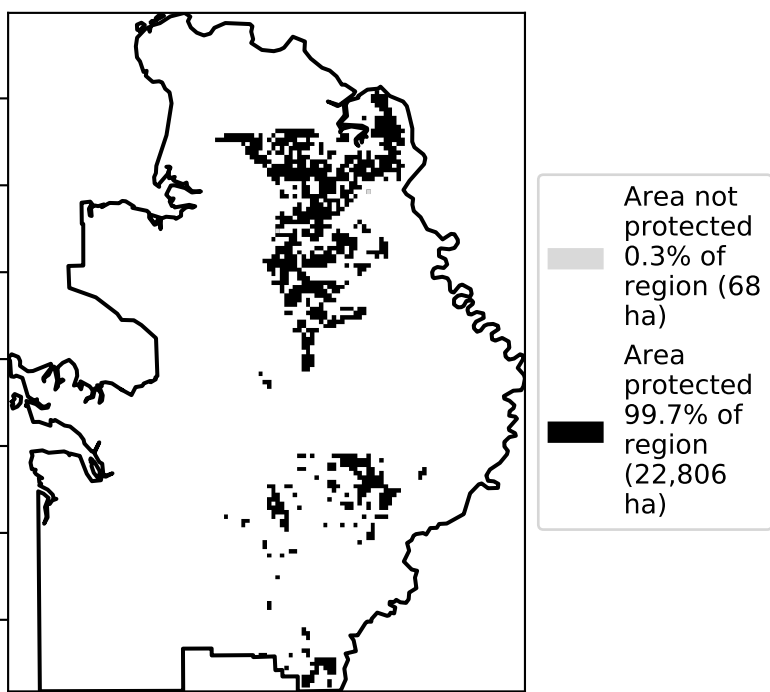 Area not
protected
0.3% of
region (68
ha)
Area
protected
99.7% of
region
(22,806
ha)